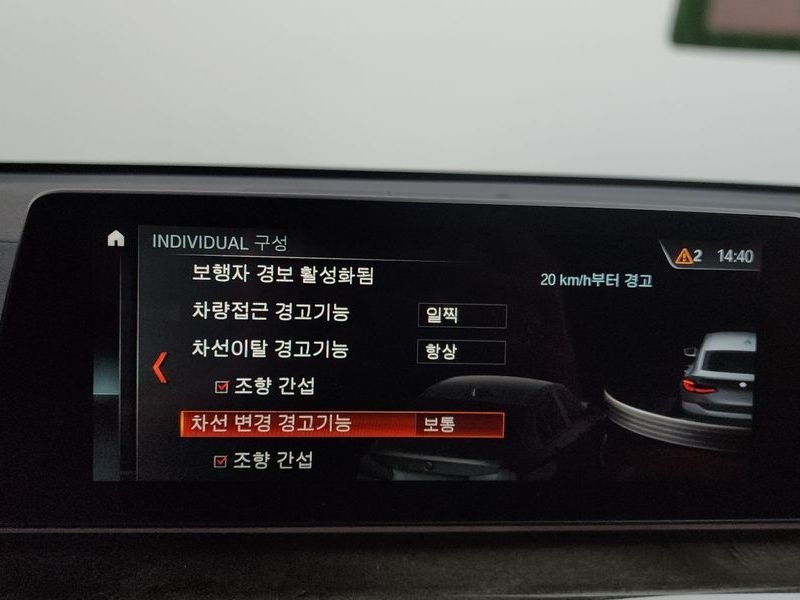 INDIVIDUAL 구성
2 14:40
보행자 경보 활성화됨
20 km/h부터 경고
차량접근 경고기능 일찍
차선이탈 경고기능 항상
조향 간섭
차선 변경 경고기능 보통
조향 간섭